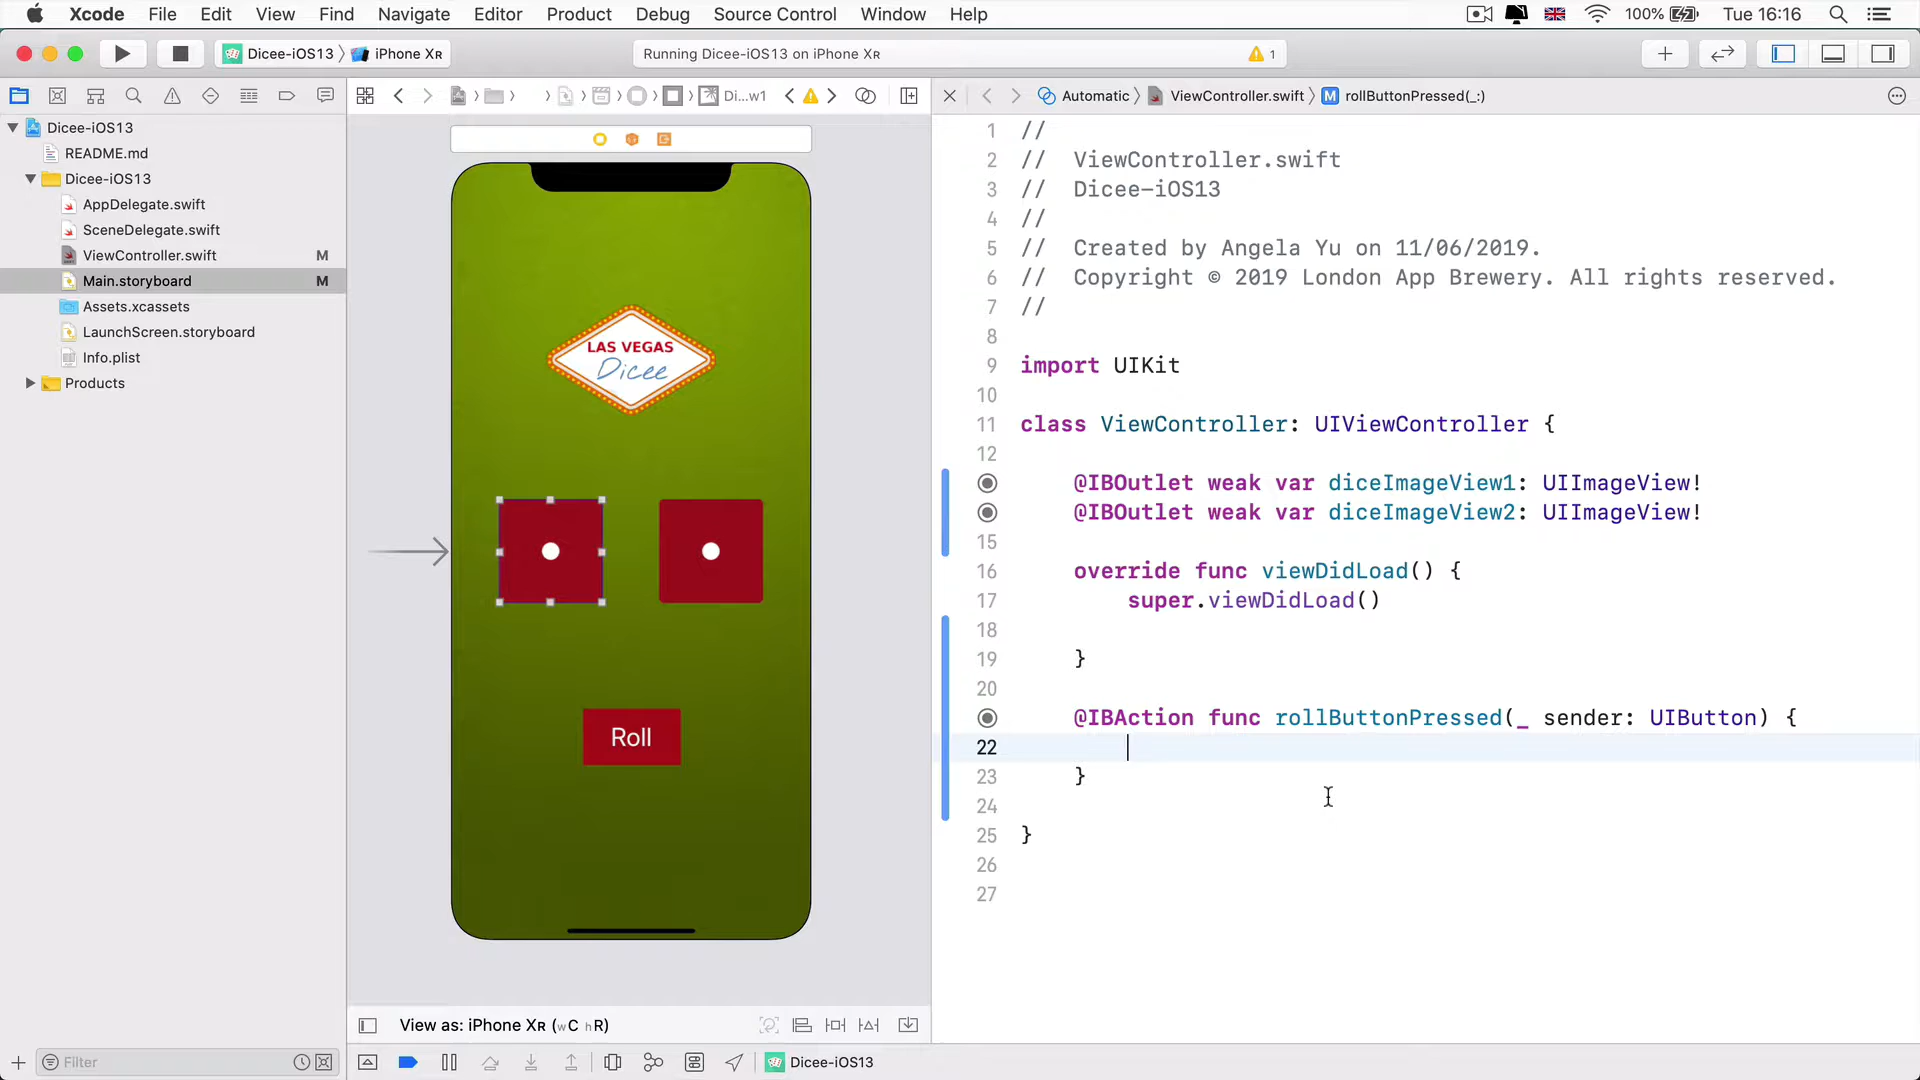 Xcode File Edit View Find Navigate Editor Product Debug Source Control Window Help 100% Tue 16:16
Dicee-iOS13 iPhone XR Running Dicee-iOS13 on iPhone XR 1
Di...w1 Automatic ViewController.swift M rollButtonPressed(_:)
Dicee-iOS13
README.md
Dicee-iOS13
AppDelegate.swift
SceneDelegate.swift
ViewController.swift M
Main.storyboard M
Assets.xcassets
LaunchScreen.storyboard
Info.plist
Products
LAS VEGAS
Dicee
Roll
1 //
2 //  ViewController.swift
3 //  Dicee-iOS13
4 //
5 //  Created by Angela Yu on 11/06/2019.
6 //  Copyright © 2019 London App Brewery. All rights reserved.
7 //
8
9 import UIKit
10
11 class ViewController: UIViewController {
12
@IBOutlet weak var diceImageView1: UIImageView!
@IBOutlet weak var diceImageView2: UIImageView!
15
16 override func viewDidLoad() {
17 super.viewDidLoad()
18
19 }
20
@IBAction func rollButtonPressed(_ sender: UIButton) {
22
23 }
24
25 }
26
27
View as: iPhone XR (wC hR)
Filter
Dicee-iOS13